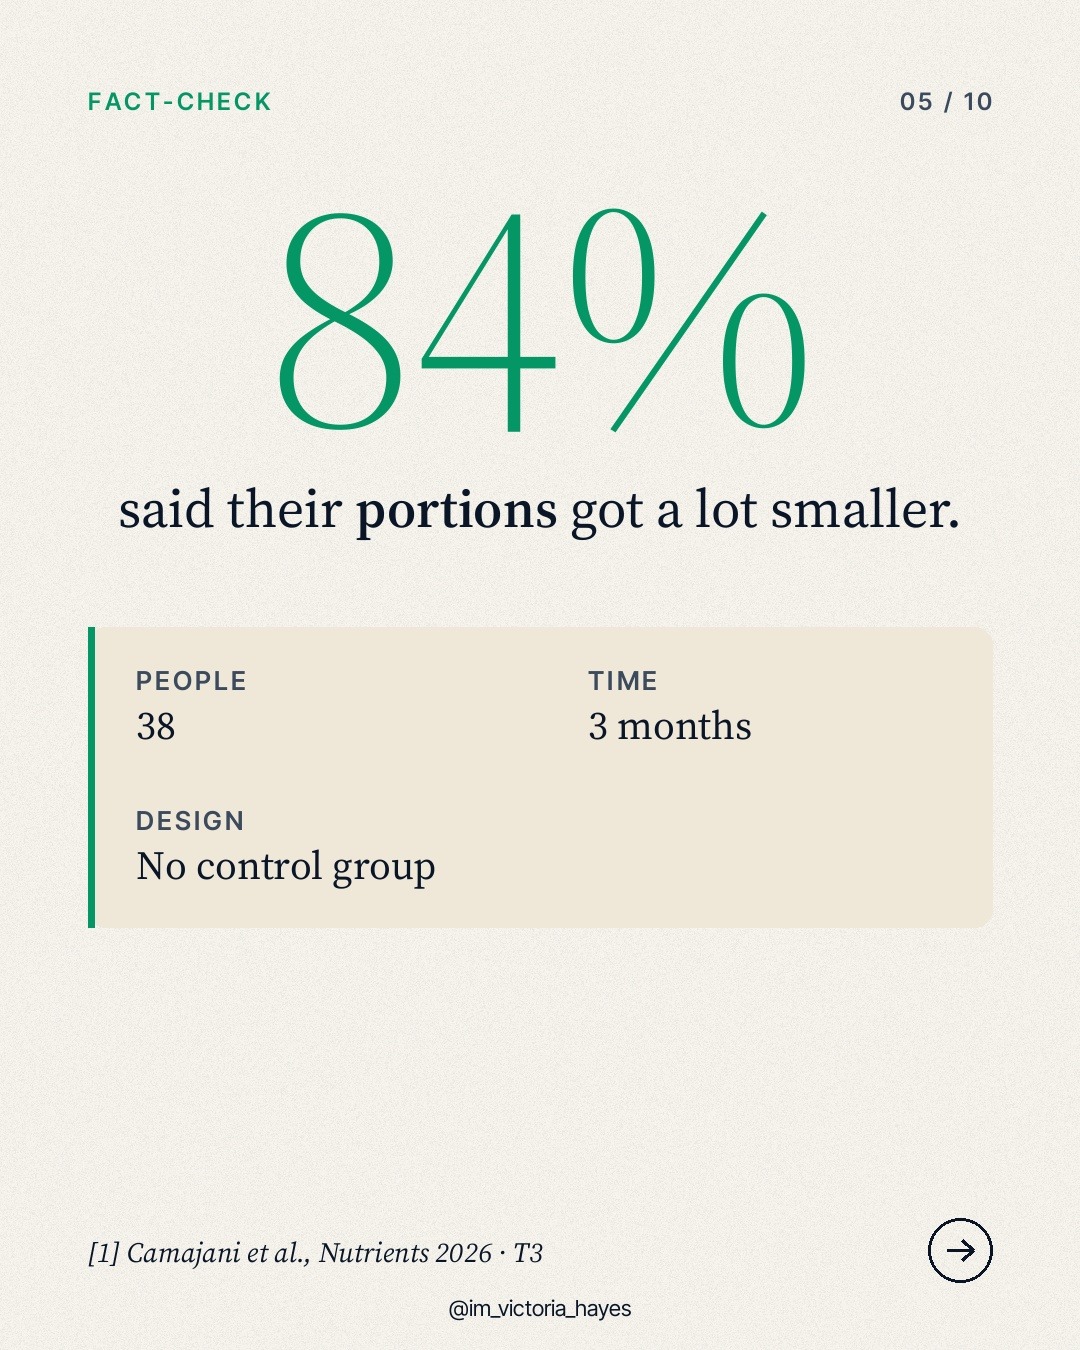 FACT-CHECK
05 / 10
84%
said their portions got a lot smaller.
PEOPLE
38
TIME
3 months
DESIGN
No control group
[1] Camajani et al., Nutrients 2026 · T3
@im_victoria_hayes